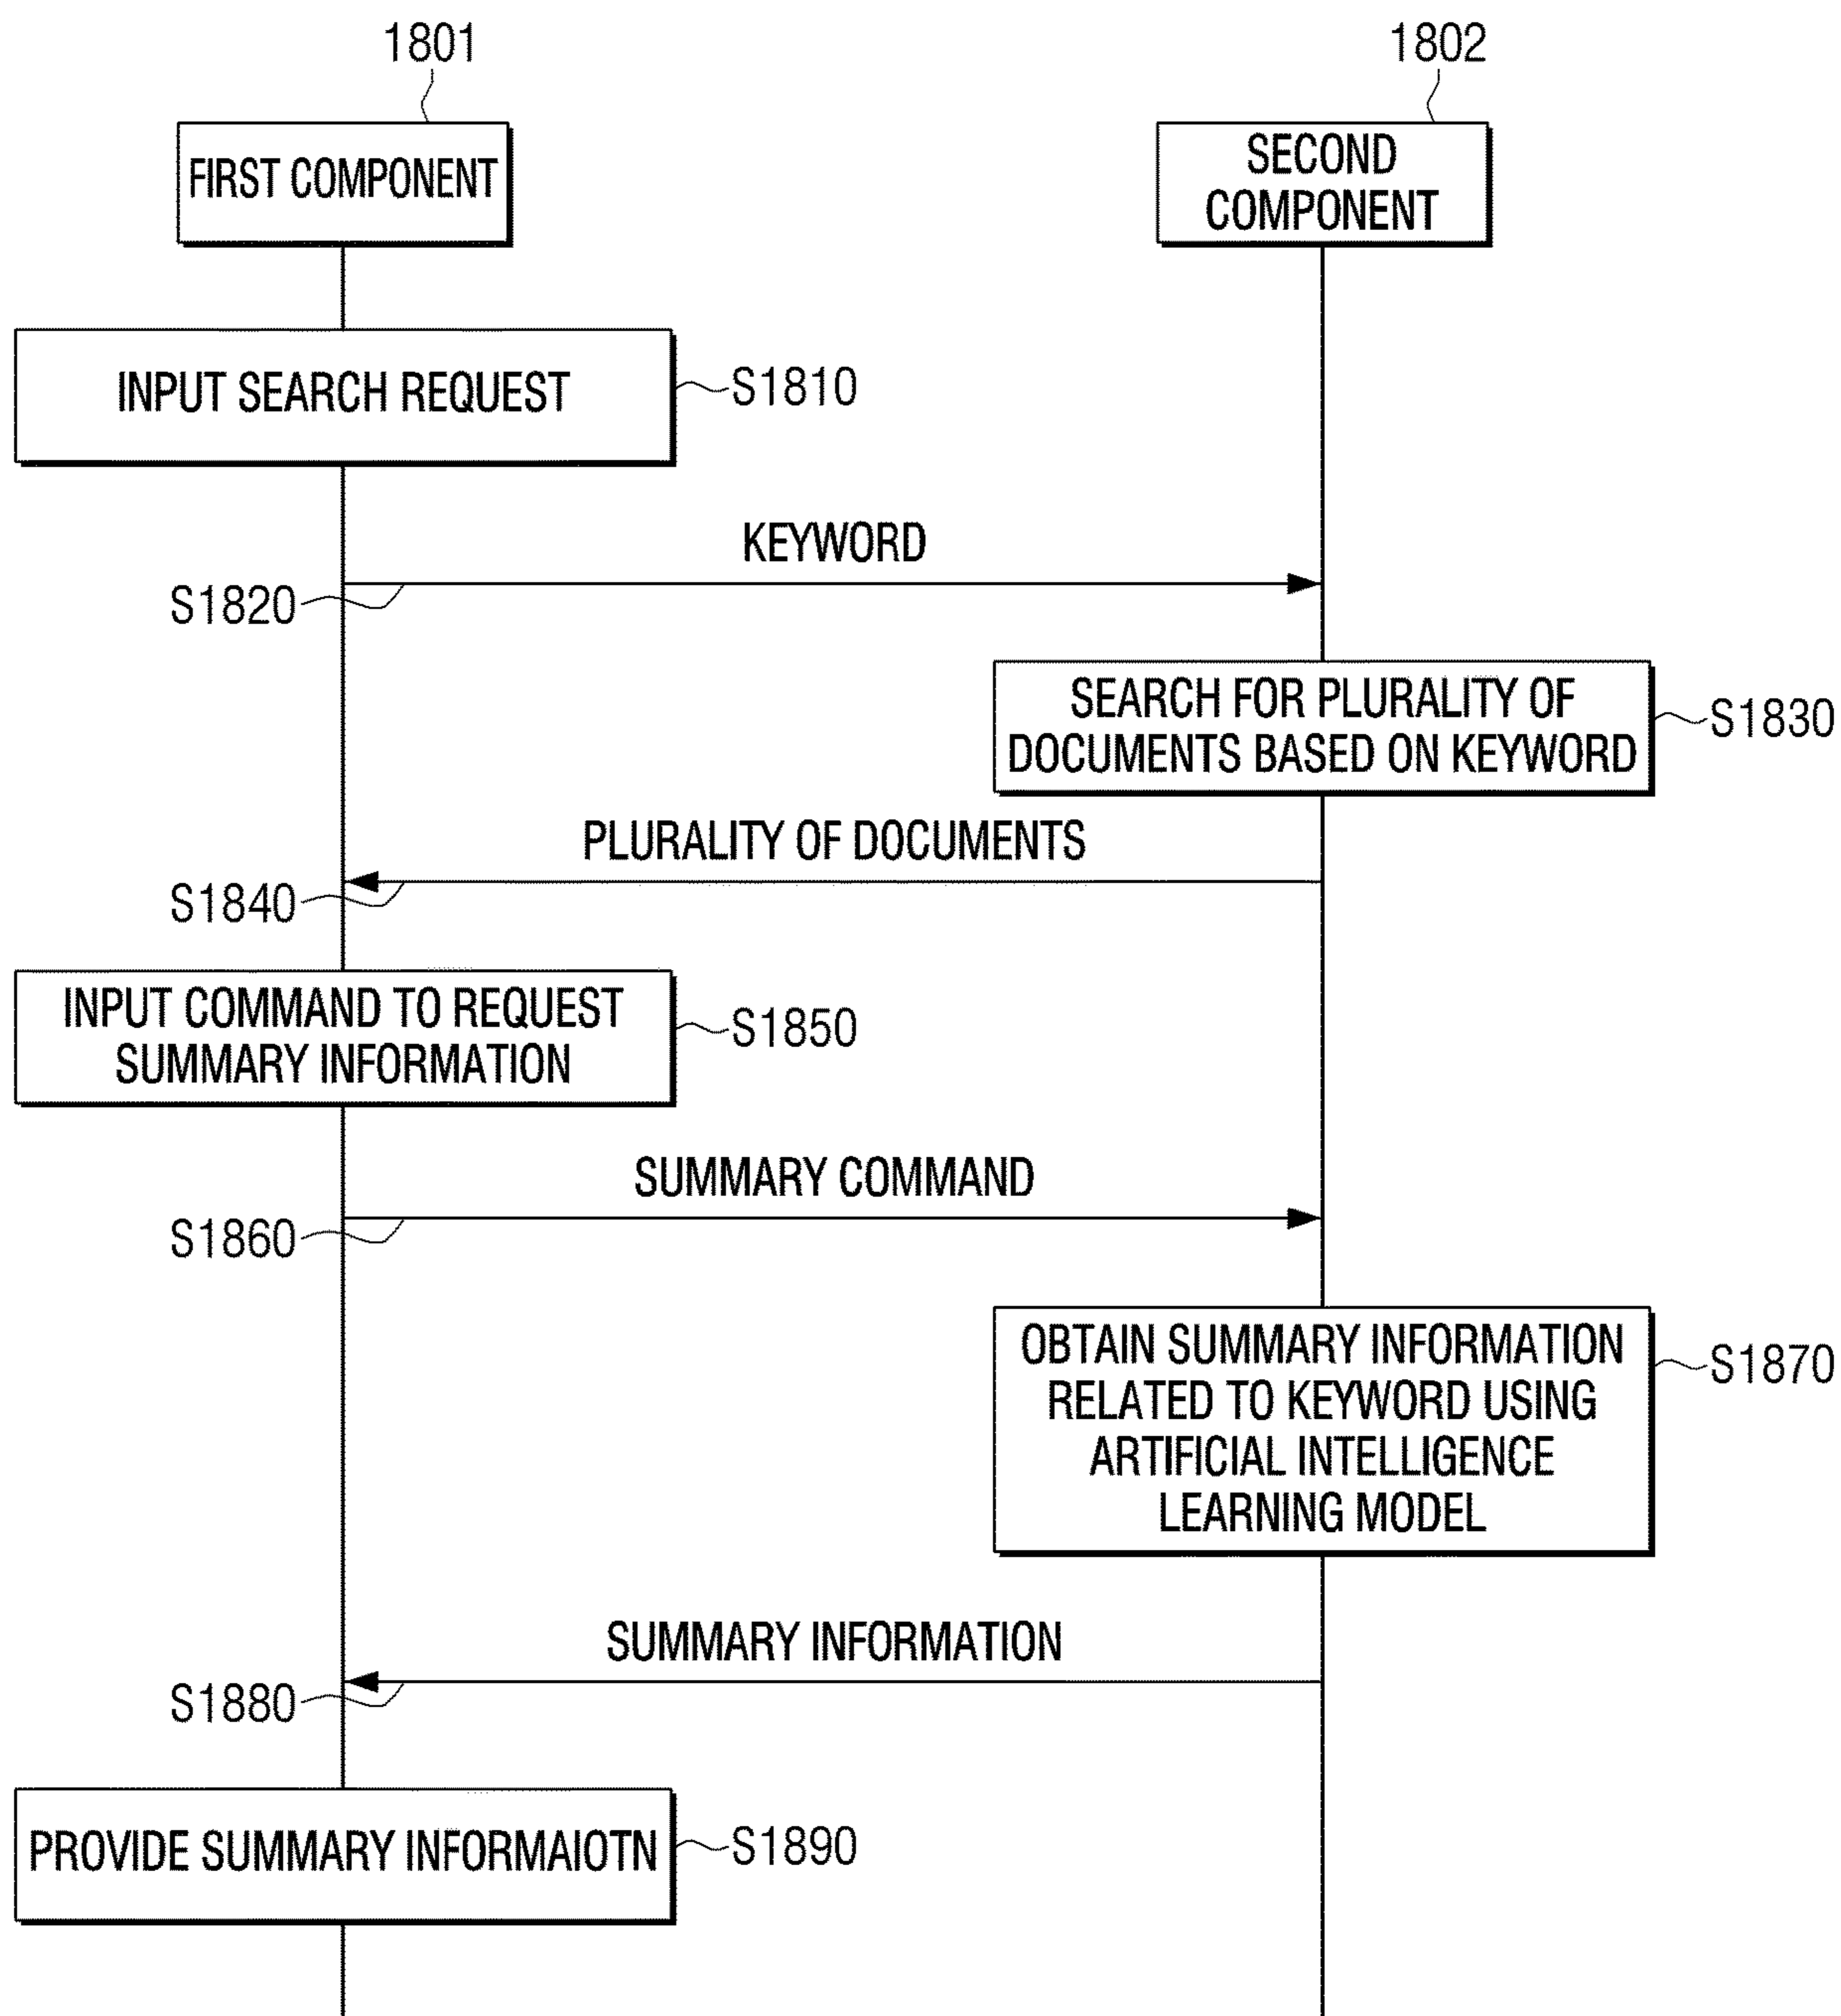 1801
1802
FIRST COMPONENT
SECOND
COMPONENT
INPUT SEARCH REQUEST
S1810
KEYWORD
S1820
SEARCH FOR PLURALITY OF
DOCUMENTS BASED ON KEYWORD
S1830
PLURALITY OF DOCUMENTS
S1840
INPUT COMMAND TO REQUEST
SUMMARY INFORMATION
S1850
SUMMARY COMMAND
S1860
OBTAIN SUMMARY INFORMATION
RELATED TO KEYWORD USING
ARTIFICIAL INTELLIGENCE
LEARNING MODEL
S1870
SUMMARY INFORMATION
S1880
PROVIDE SUMMARY INFORMAIOTN
S1890